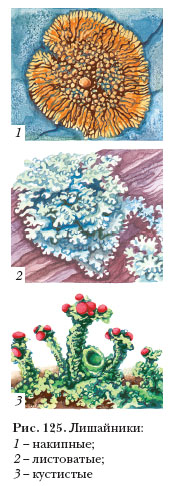 1
2
3
Рис. 125. Лишайники:
1 – накипные;
2 – листоватые;
3 – кустистые